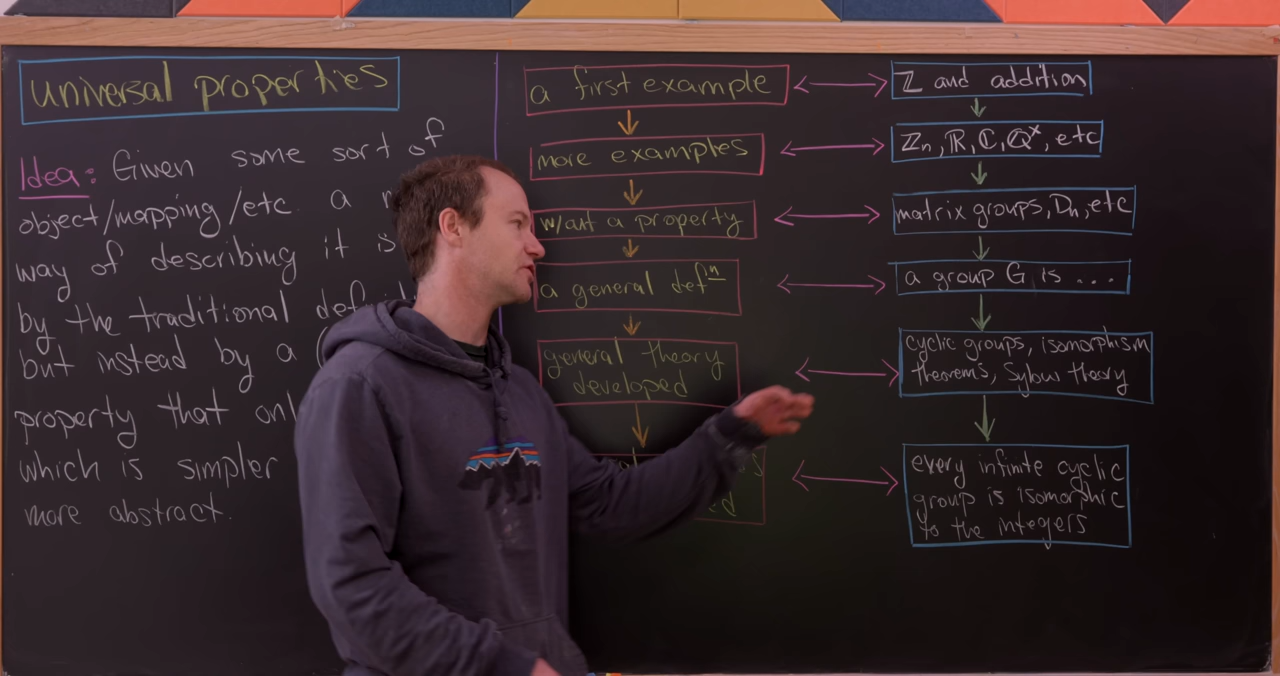 universal properties
Idea: Given some sort of
object/mapping/etc. a
way of describing it is
by the traditional
but instead by a
property that
which is simpler
more abstract.
a first example
more examples
w/out a property
a general defⁿ
general theory
developed
ℤ and addition
ℤn, ℝ, ℂ, ℚˣ, etc
matrix groups, Dn, etc
a group G is ...
cyclic groups, isomorphism
theorems, Sylow theory
every infinite cyclic
group is isomorphic
to the integers